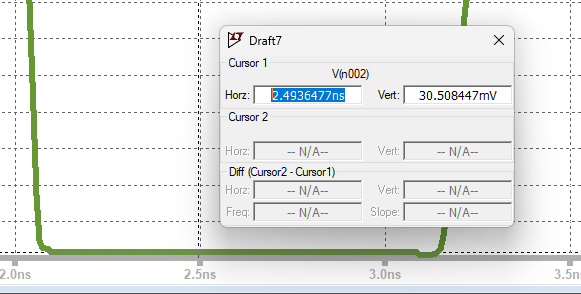 Draft7
Cursor 1
V(n002)
Horz: 2.4936477ns Vert: 30.508447mV
Cursor 2
Horz: -- N/A-- Vert: -- N/A--
Diff (Cursor2 - Cursor1)
Horz: -- N/A-- Vert: -- N/A--
Freq: -- N/A-- Slope: -- N/A--
2.0ns 2.5ns 3.0ns 3.5ns